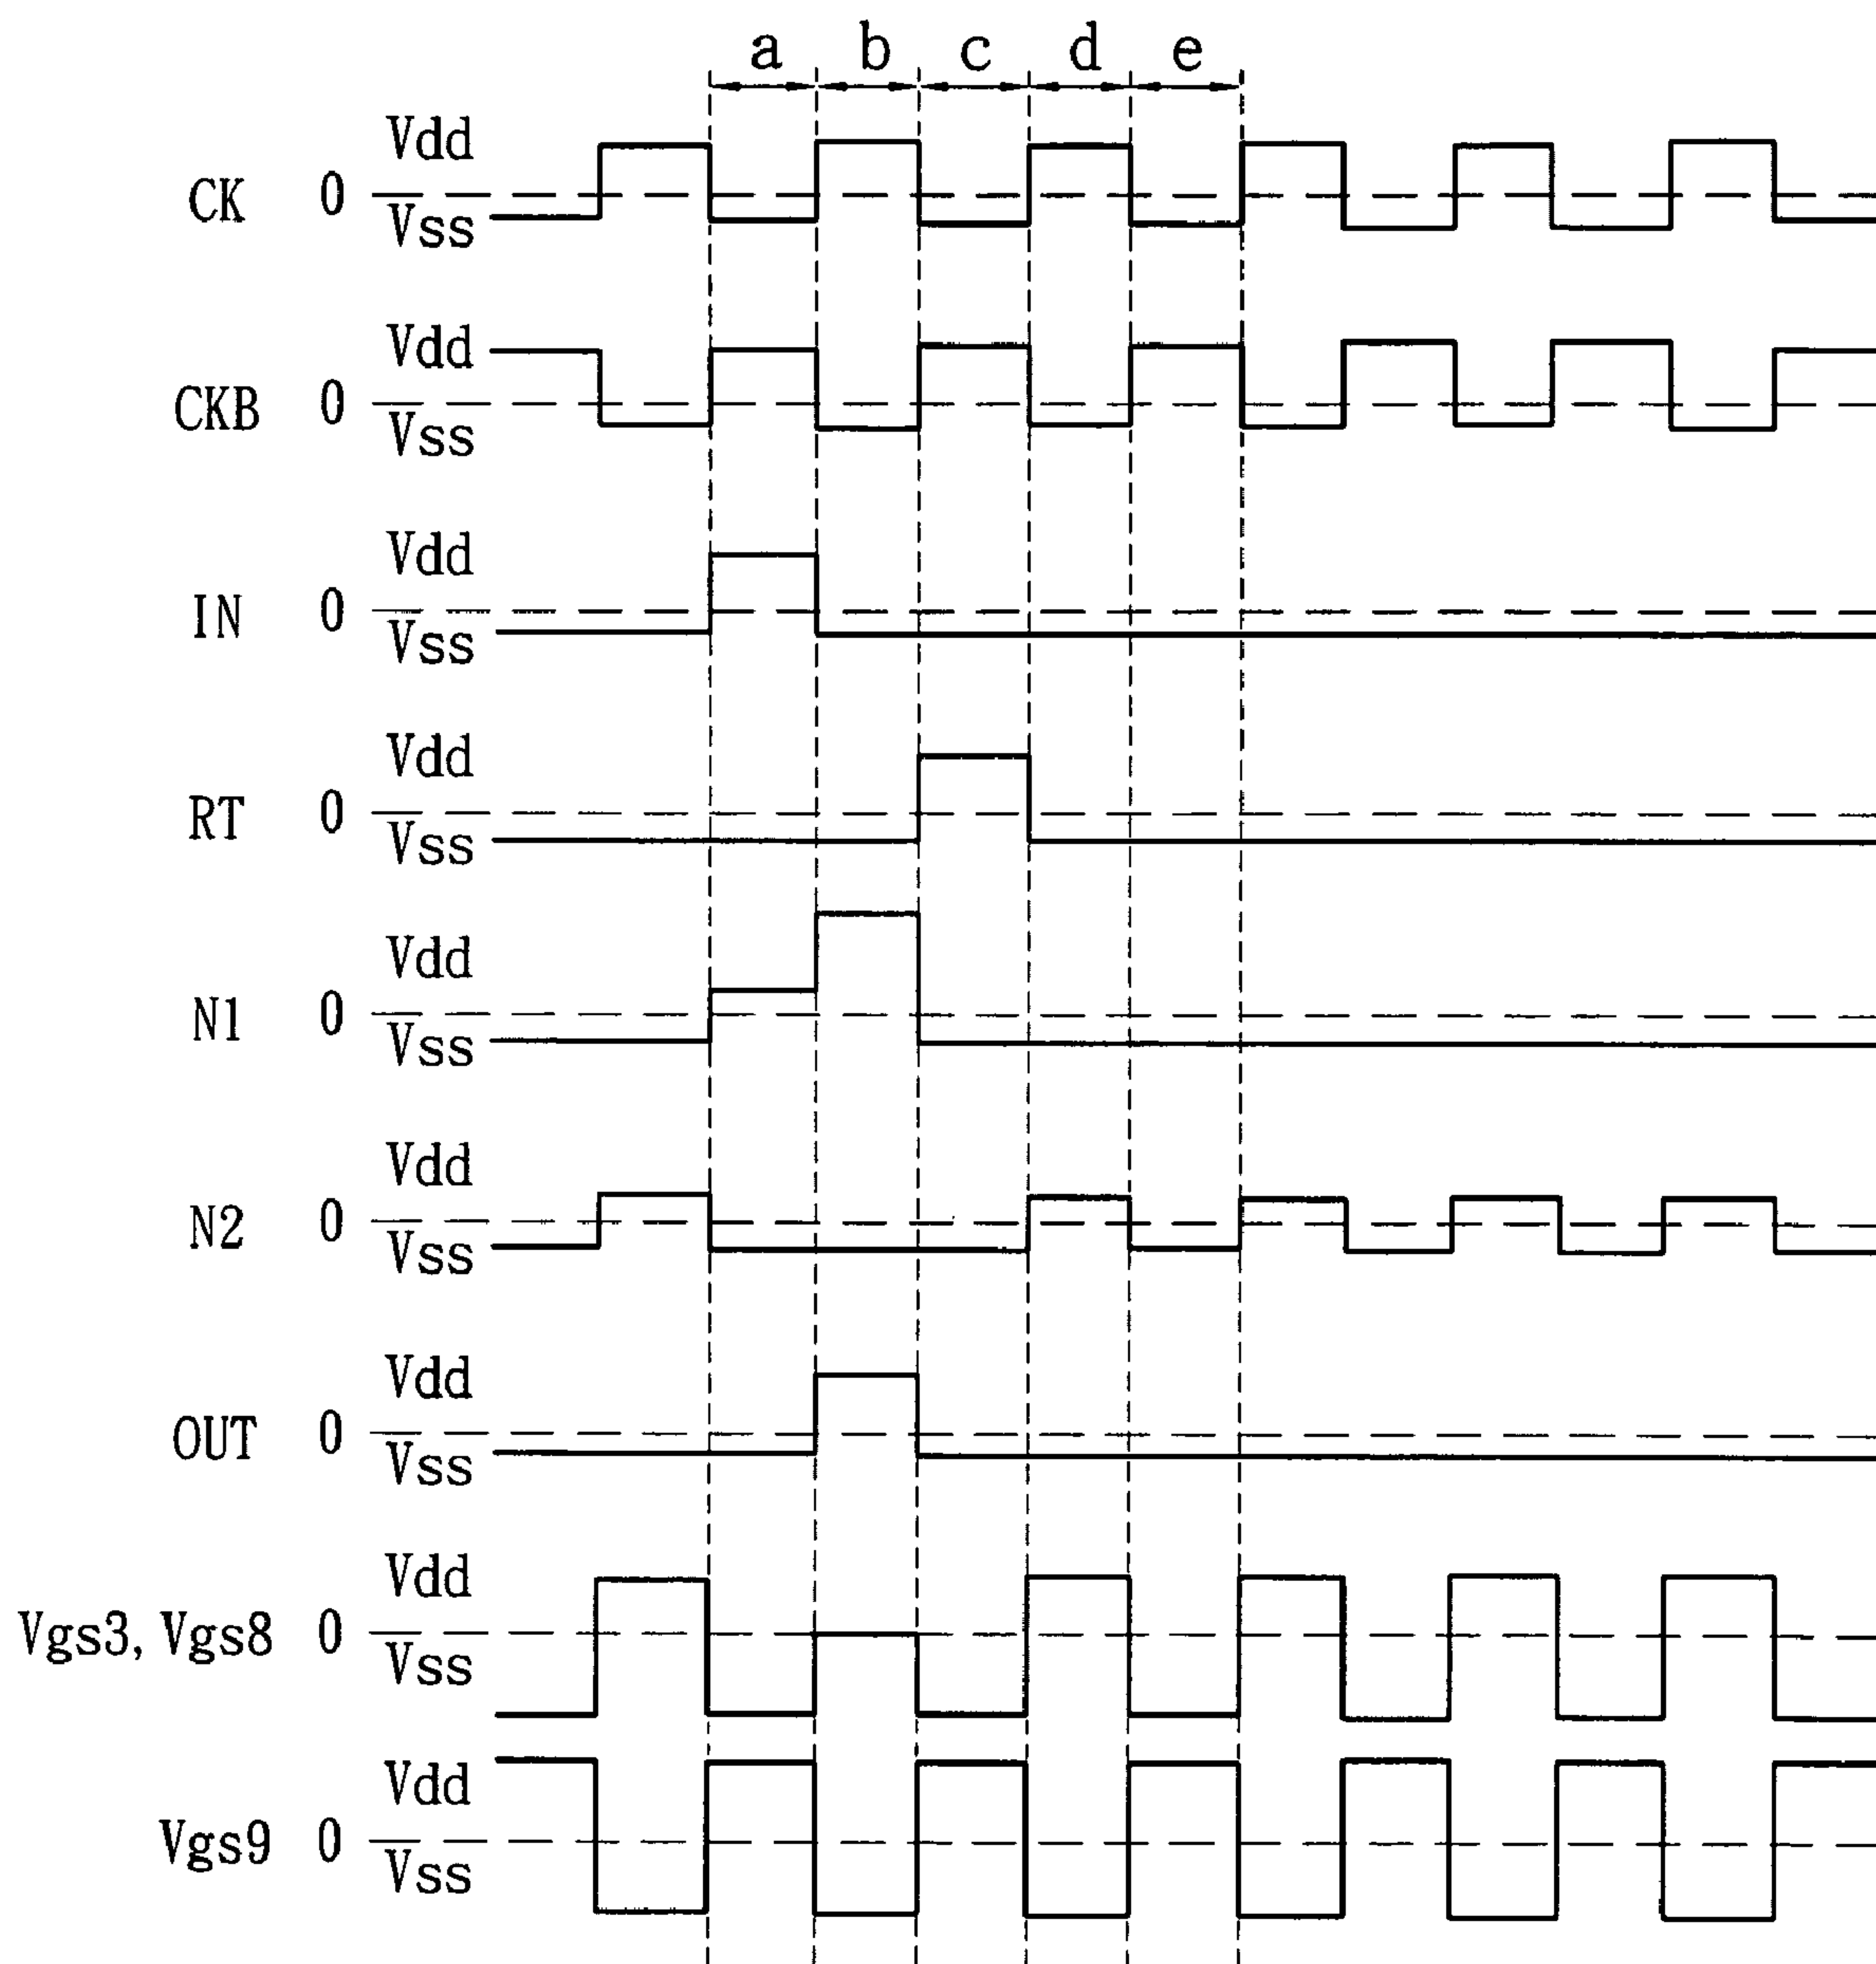 a b c d e
Vdd
CK 0
Vss
Vdd
CKB 0
Vss
Vdd
IN 0
Vss
Vdd
RT 0
Vss
Vdd
N1 0
Vss
Vdd
N2 0
Vss
Vdd
OUT 0
Vss
Vdd
Vgs3, Vgs8 0
Vss
Vdd
Vgs9 0
Vss